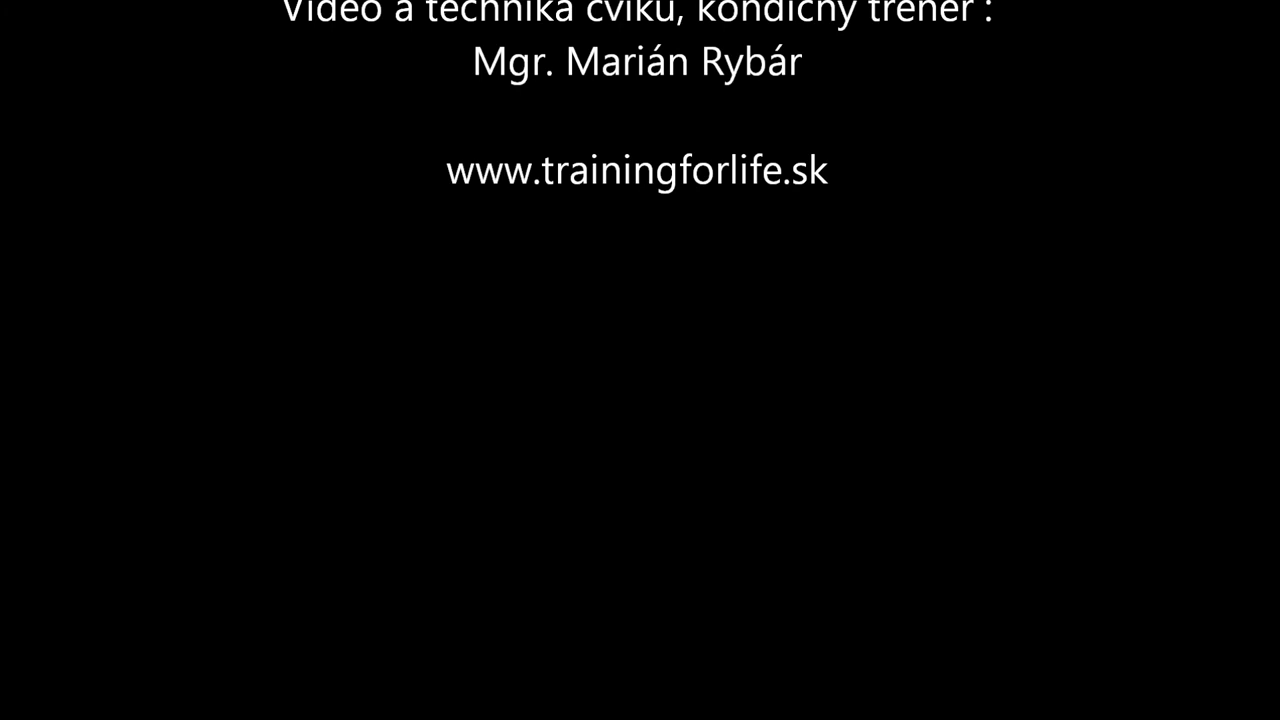 Video a technika cviku, kondičný tréner :
Mgr. Marián Rybár
www.trainingforlife.sk